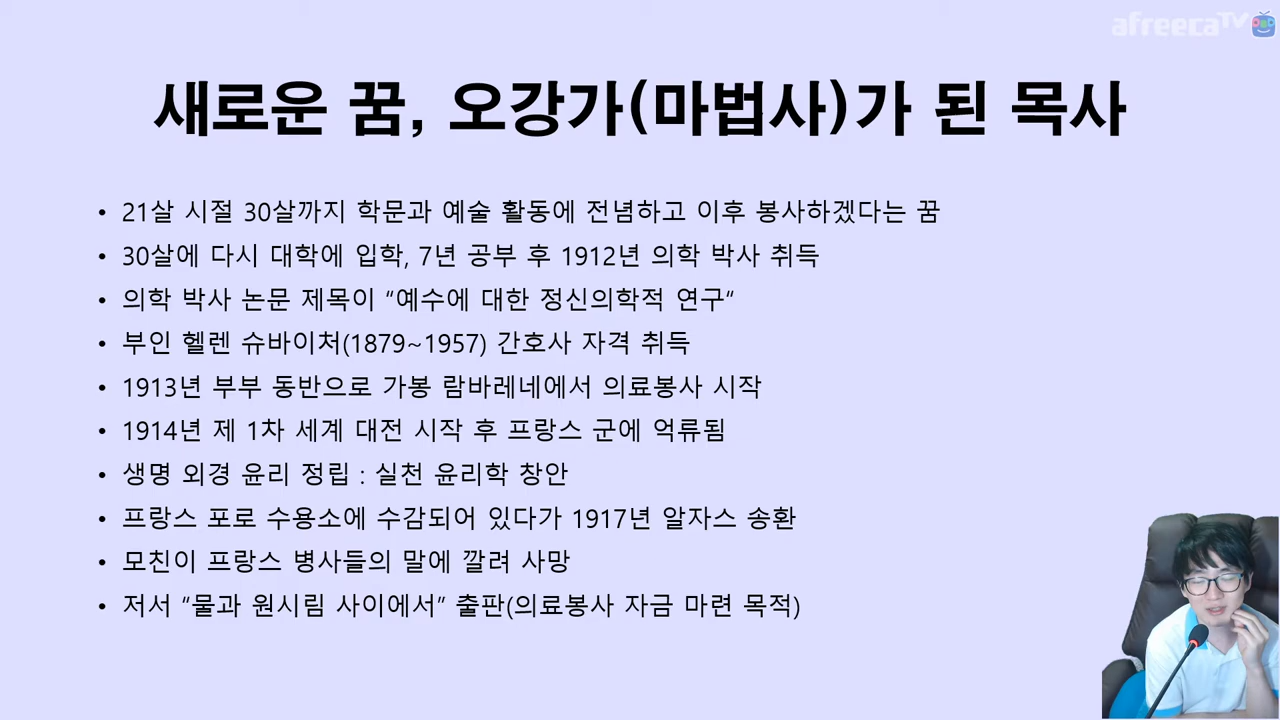 afreecaTV
새로운 꿈, 오강가(마법사)가 된 목사
• 21살 시절 30살까지 학문과 예술 활동에 전념하고 이후 봉사하겠다는 꿈
• 30살에 다시 대학에 입학, 7년 공부 후 1912년 의학 박사 취득
• 의학 박사 논문 제목이 “예수에 대한 정신의학적 연구“
• 부인 헬렌 슈바이처(1879~1957) 간호사 자격 취득
• 1913년 부부 동반으로 가봉 람바레네에서 의료봉사 시작
• 1914년 제 1차 세계 대전 시작 후 프랑스 군에 억류됨
• 생명 외경 윤리 정립 : 실천 윤리학 창안
• 프랑스 포로 수용소에 수감되어 있다가 1917년 알자스 송환
• 모친이 프랑스 병사들의 말에 깔려 사망
• 저서 “물과 원시림 사이에서” 출판(의료봉사 자금 마련 목적)